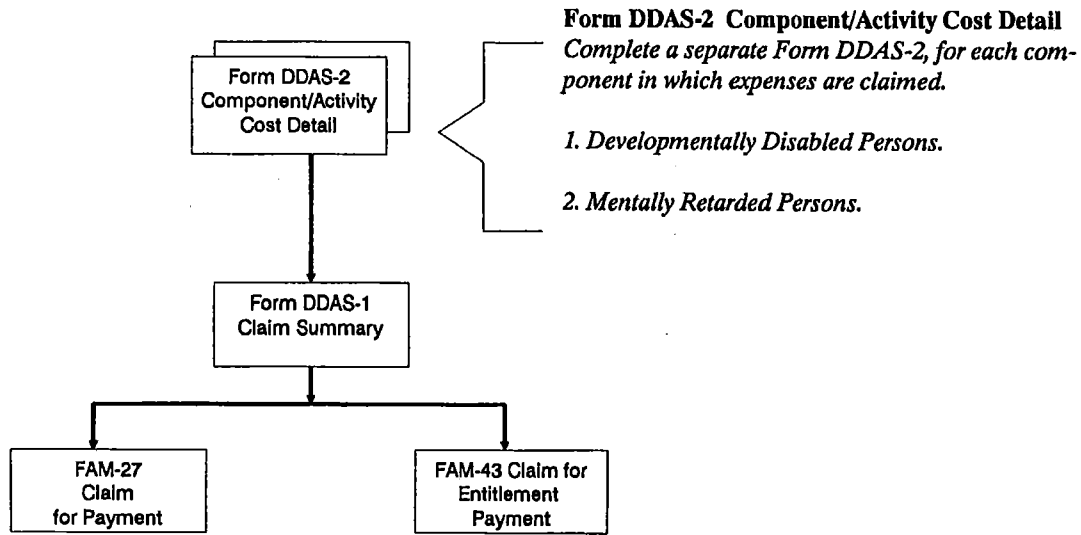 Form DDAS-2 Component/Activity Cost Detail
Complete a separate Form DDAS-2, for each com-
ponent in which expenses are claimed.
1. Developmentally Disabled Persons.
2. Mentally Retarded Persons.
Form DDAS-2
Component/Activity
Cost Detail
Form DDAS-1
Claim Summary
FAM-27
Claim
for Payment
FAM-43 Claim for
Entitlement
Payment